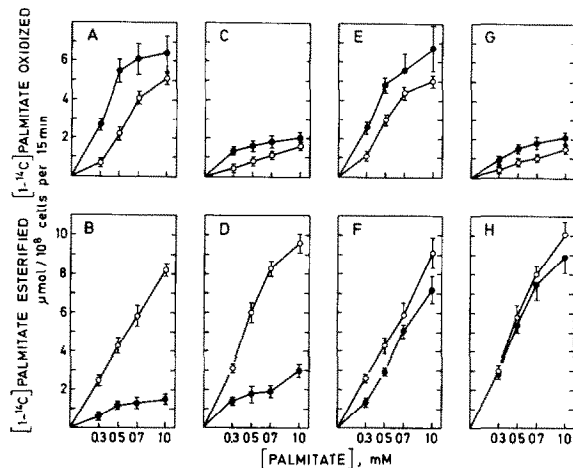 A
C
E
G
[1-¹⁴C]PALMITATE OXIDIZED
6
4
2
B
D
F
H
[1-¹⁴C]PALMITATE ESTERIFIED
μmol/10⁸ cells per 15min
10
8
6
4
2
0.3 0.5 0.7 1.0
0.3 0.5 0.7 1.0
0.3 0.5 0.7 1.0
0.3 0.5 0.7 1.0
[PALMITATE], mM